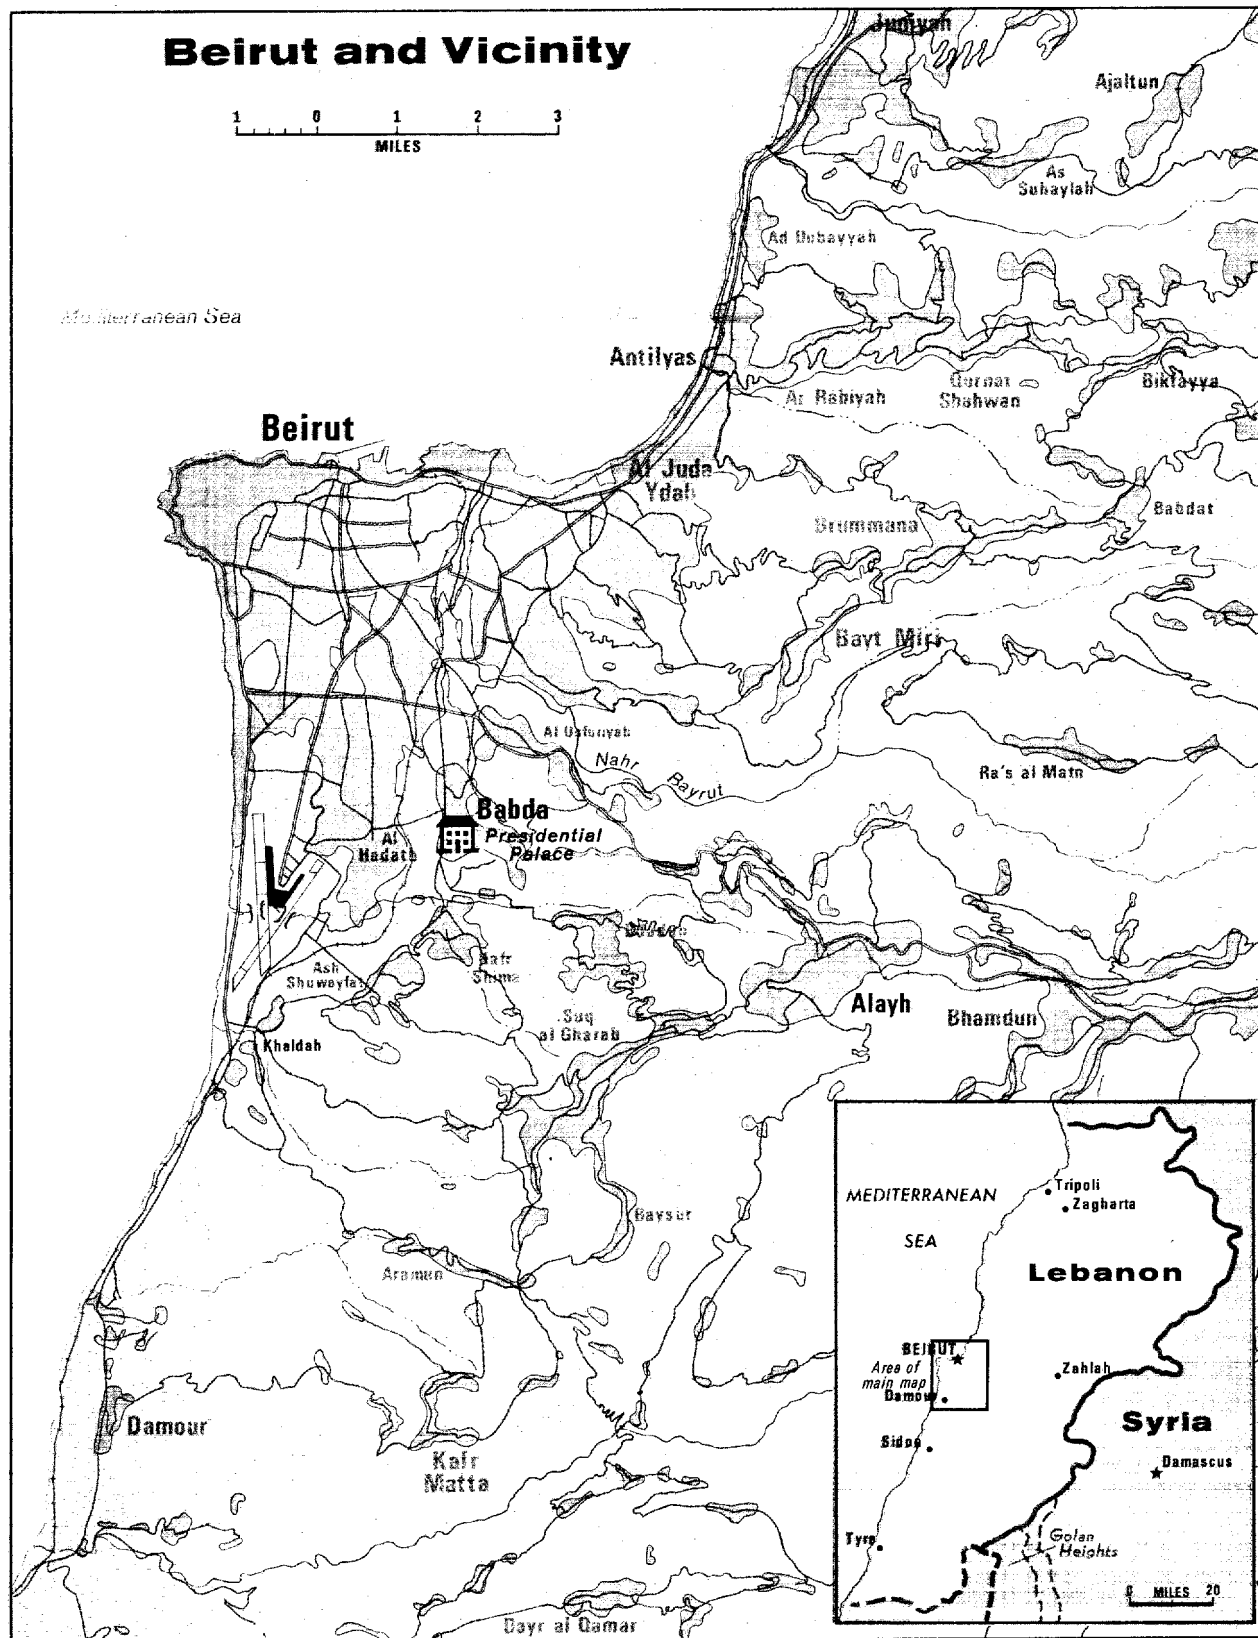 Beirut and Vicinity
1 0 1 2 3
MILES
Juniyah
Ajaltun
As
Suhaylah
Ad Dubayyah
Mediterranean Sea
Antilyas
Ar Rabiyah
Qurnat
Shahwan
Bikfayya
Beirut
Al Juda
Ydah
Brummana
Babdat
Bayt Miri
Nahr
Bayrut
Ra's al Matn
Babda
Presidential
Palace
Al
Hadath
Ash
Shuwayfat
Kafr
Shima
Suq
al Gharab
Alayh
Bhamdun
Khaldah
Baysur
Aramun
Damour
Kafr
Matta
Dayr al Qamar
MEDITERRANEAN
SEA
Tripoli
Zagharta
Lebanon
BEIRUT
Area of
main map
Damour
Zahlah
Sidon
Syria
Damascus
Tyre
Golan
Heights
0 MILES 20